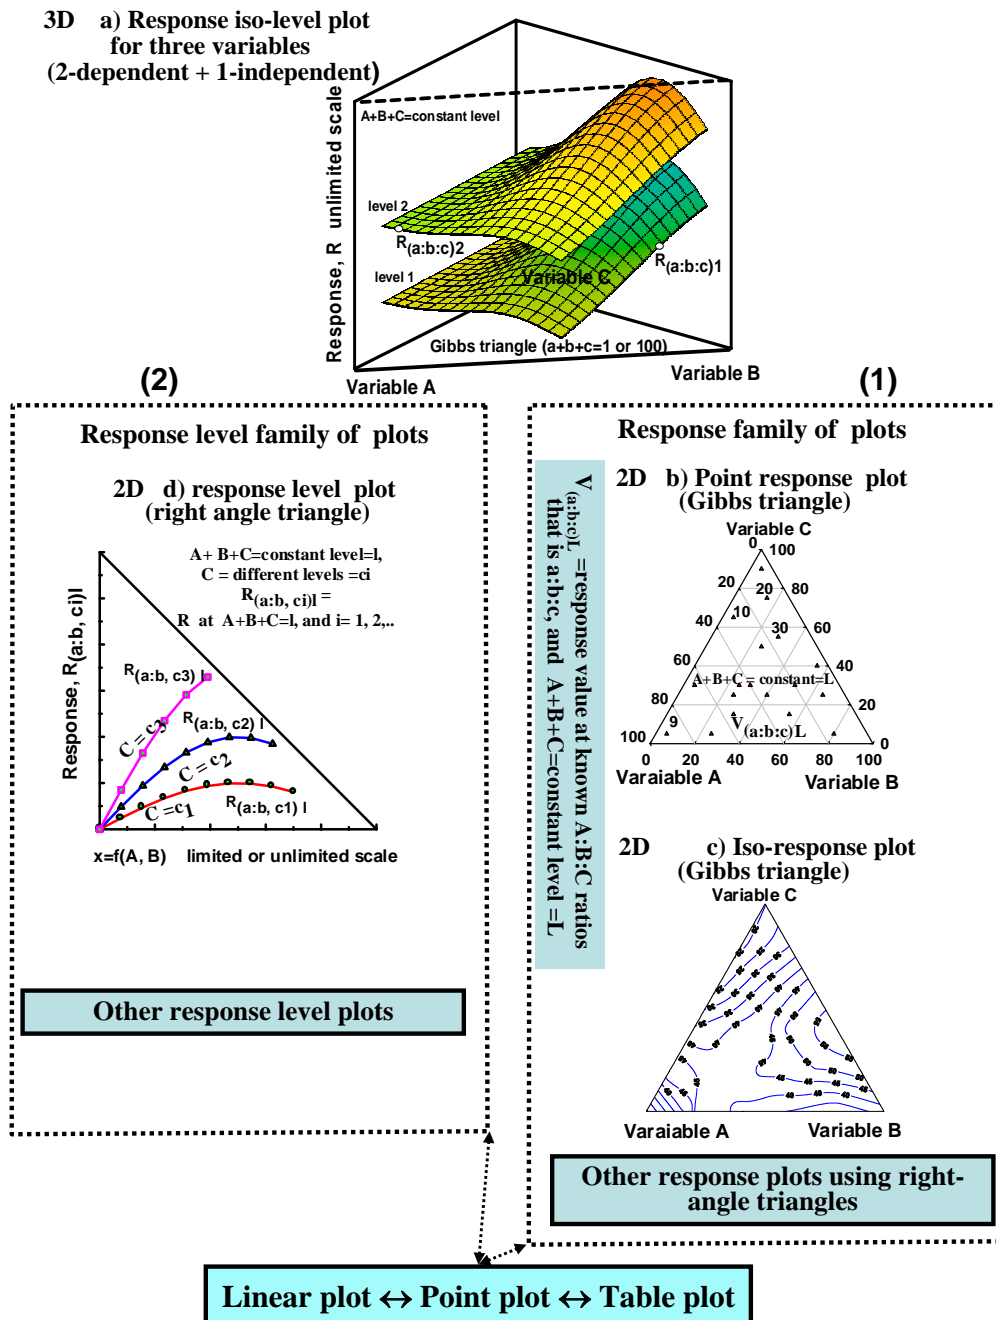 3D a) Response iso-level plot
for three variables
(2-dependent + 1-independent)
A+B+C=constant level
Response, R unlimited scale
level 2
R(a:b:c)2
level 1
Variable C
R(a:b:c)1
Gibbs triangle (a+b+c=1 or 100)
Variable A
Variable B
(2)
(1)
Response level family of plots
2D d) response level plot
(right angle triangle)
A+ B+C=constant level=l,
C = different levels =ci
R(a:b, ci)l =
R at A+B+C=l, and i= 1, 2,..
Response, R(a:b, ci)l
R(a:b, c3) l
C = c3
R(a:b, c2) l
C = c2
R(a:b, c1) l
C =c1
x=f(A, B) limited or unlimited scale
Other response level plots
Response family of plots
V(a:b:c)L =response value at known A:B:C ratios
that is a:b:c, and A+B+C=constant level =L
2D b) Point response plot
(Gibbs triangle)
Variable C
0 100
20 20 80
10
40 30 60
60 40
A+B+C = constant=L
80 20
9 V(a:b:c)L
100 0
20 40 60 80 100
Varaiable A
Variable B
2D c) Iso-response plot
(Gibbs triangle)
Variable C
45
50
45
40
Varaiable A
Variable B
Other response plots using right-
angle triangles
Linear plot ↔ Point plot ↔ Table plot